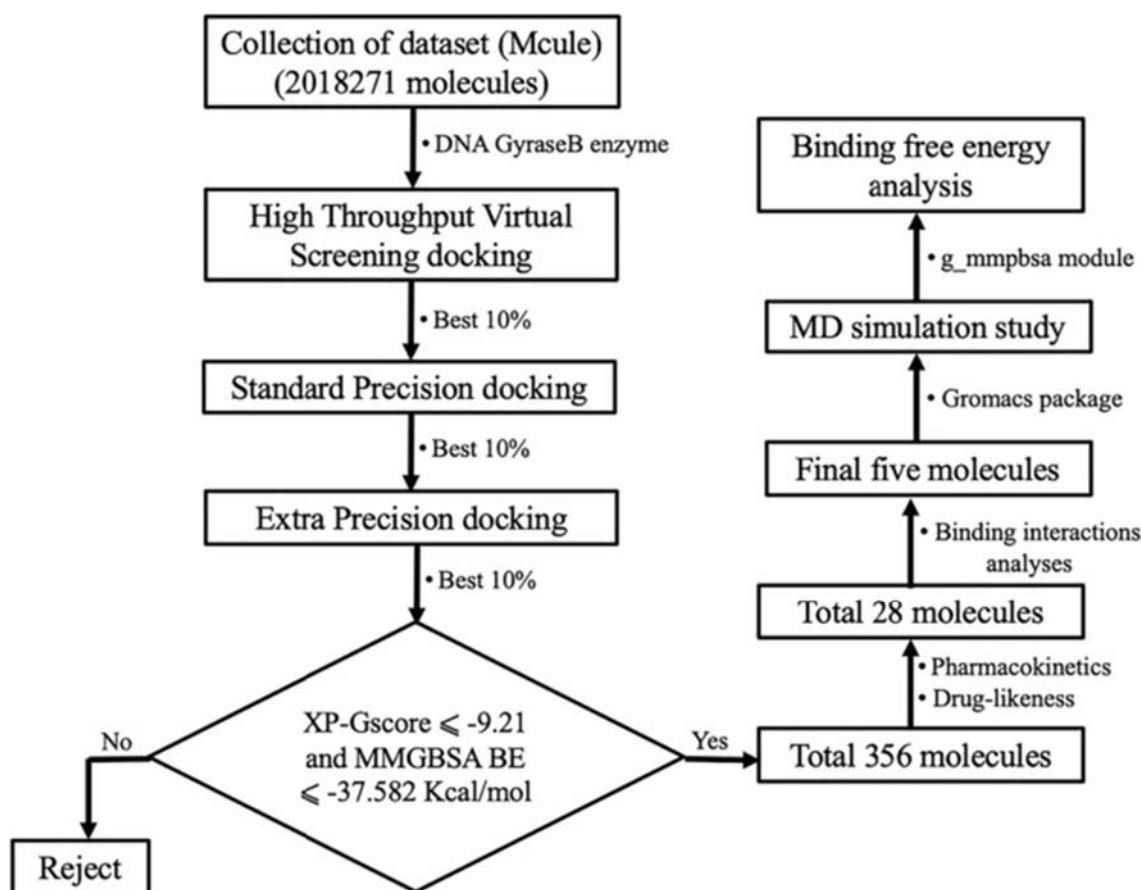 Collection of dataset (Mcule)
(2018271 molecules)
• DNA GyraseB enzyme
High Throughput Virtual
Screening docking
• Best 10%
Standard Precision docking
• Best 10%
Extra Precision docking
• Best 10%
XP-Gscore ⩽ -9.21
and MMGBSA BE
⩽ -37.582 Kcal/mol
No
Reject
Yes
Total 356 molecules
• Pharmacokinetics
• Drug-likeness
Total 28 molecules
• Binding interactions
analyses
Final five molecules
• Gromacs package
MD simulation study
• g_mmpbsa module
Binding free energy
analysis